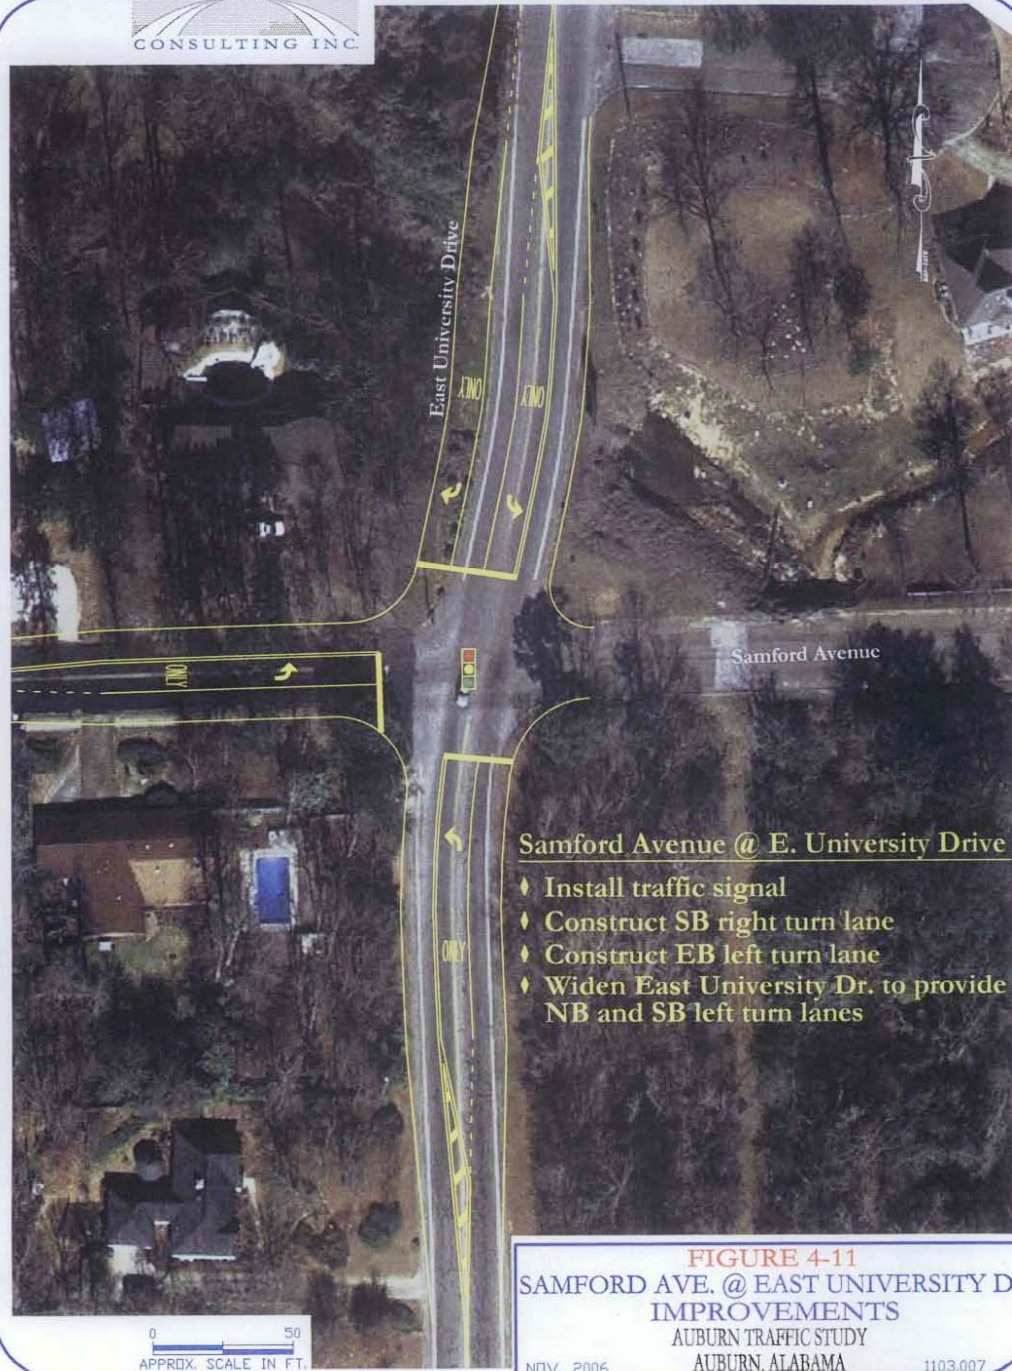 CONSULTING INC.
East University Drive
ONLY
ONLY
ONLY
Samford Avenue
Samford Avenue @ E. University Drive
Install traffic signal
Construct SB right turn lane
Construct EB left turn lane
Widen East University Dr. to provide
NB and SB left turn lanes
ONLY
FIGURE 4-11
SAMFORD AVE. @ EAST UNIVERSITY D
IMPROVEMENTS
AUBURN TRAFFIC STUDY
AUBURN, ALABAMA
NOV. 2006
1103.007
0 50
APPROX. SCALE IN FT.